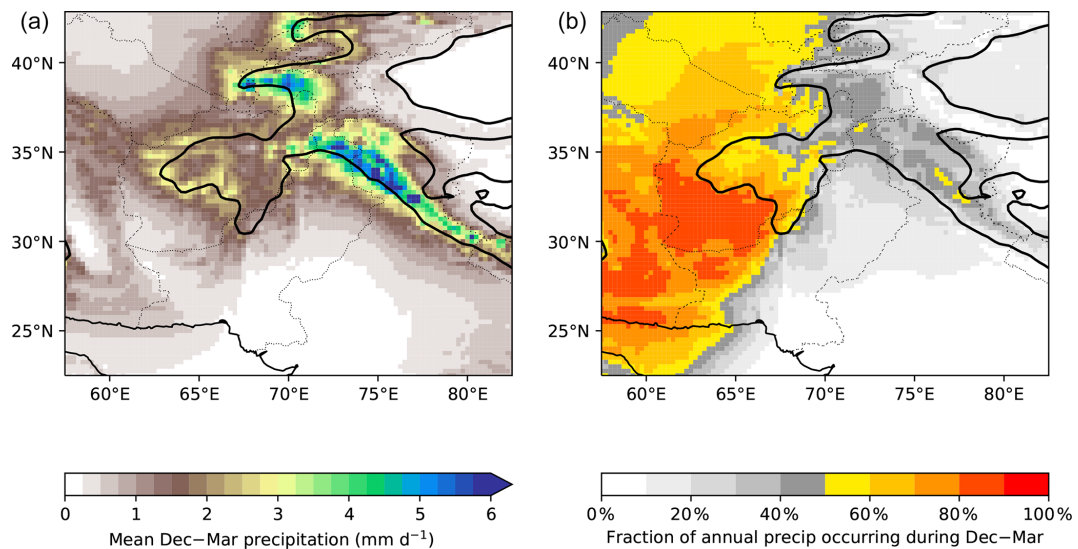 (a)
40°N
35°N
30°N
25°N
60°E 65°E 70°E 75°E 80°E
0 1 2 3 4 5 6
Mean Dec−Mar precipitation (mm d⁻¹)
(b)
40°N
35°N
30°N
25°N
60°E 65°E 70°E 75°E 80°E
0% 20% 40% 60% 80% 100%
Fraction of annual precip occurring during Dec−Mar